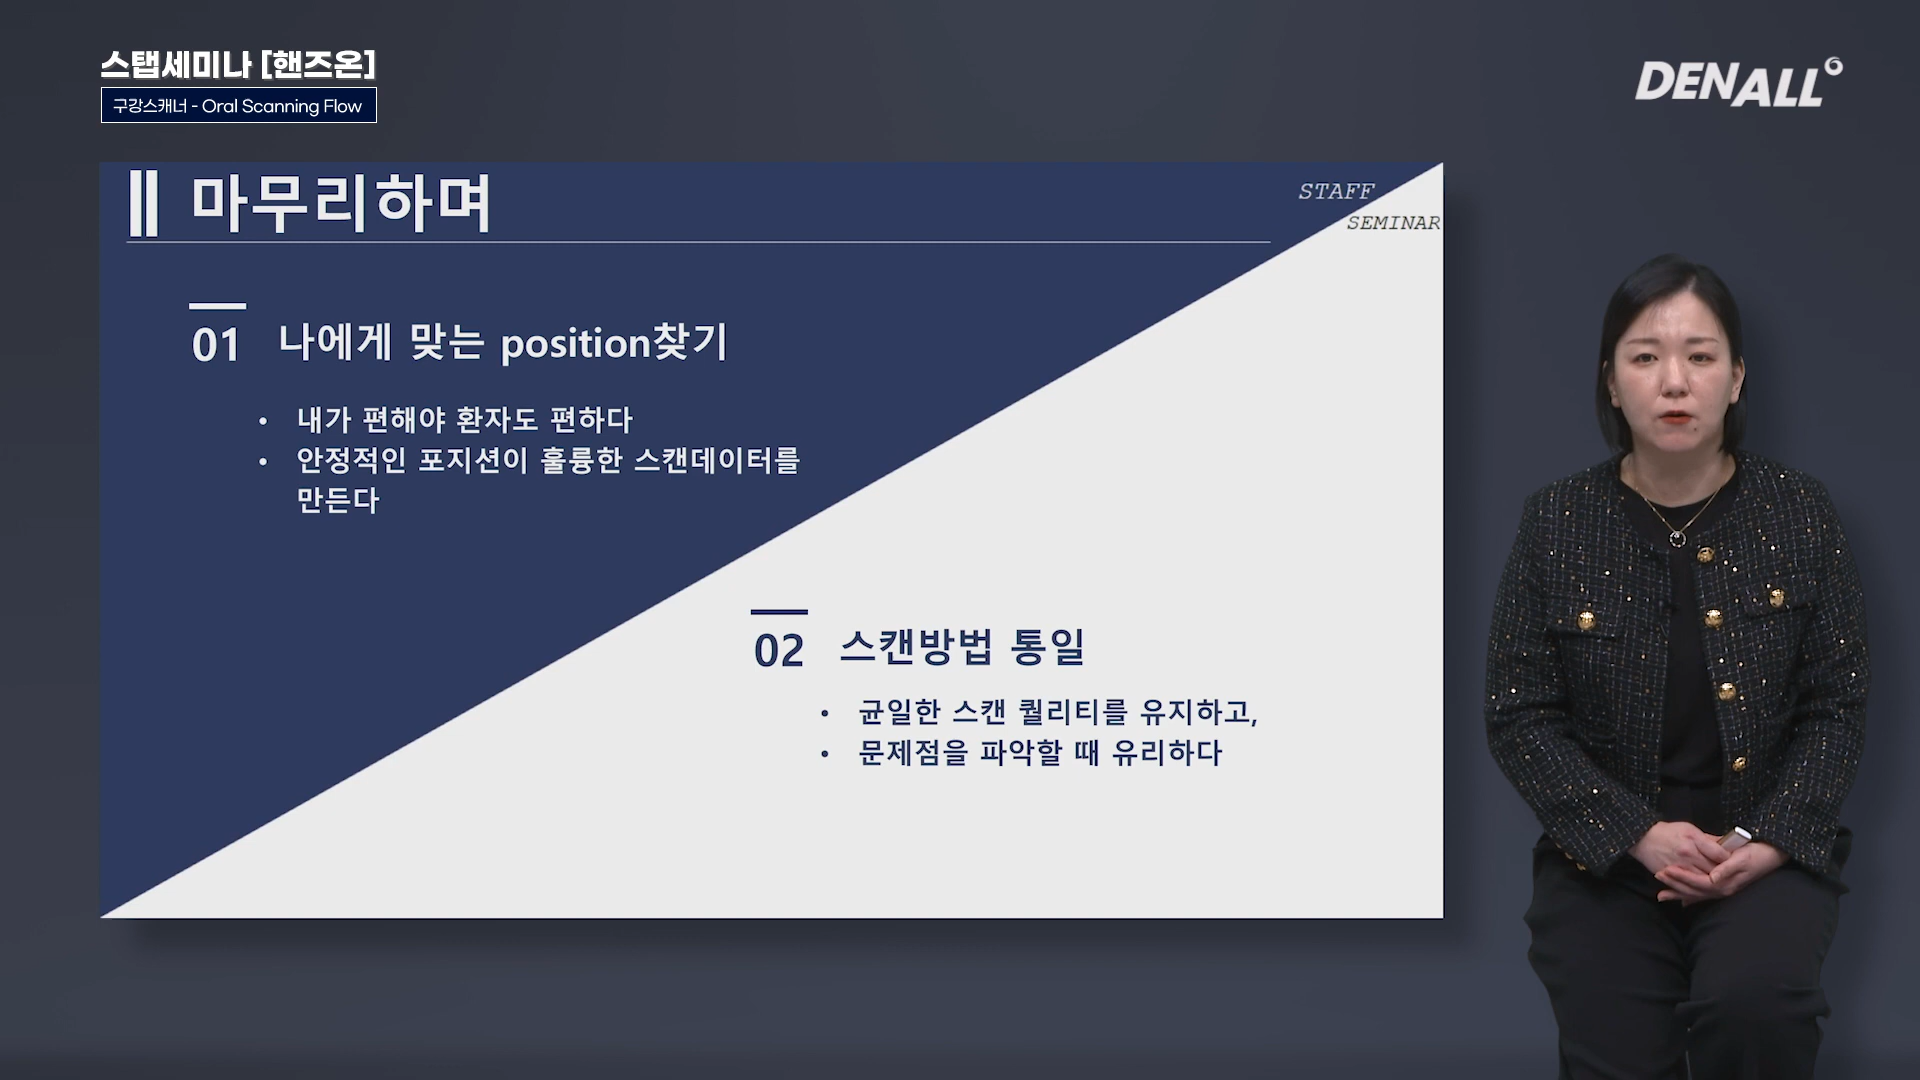 스탭세미나 [핸즈온]
구강스캐너 - Oral Scanning Flow
DENALL
마무리하며
STAFF
SEMINAR
01 나에게 맞는 position찾기
• 내가 편해야 환자도 편하다
• 안정적인 포지션이 훌륭한 스캔데이터를
만든다
02 스캔방법 통일
• 균일한 스캔 퀄리티를 유지하고,
• 문제점을 파악할 때 유리하다